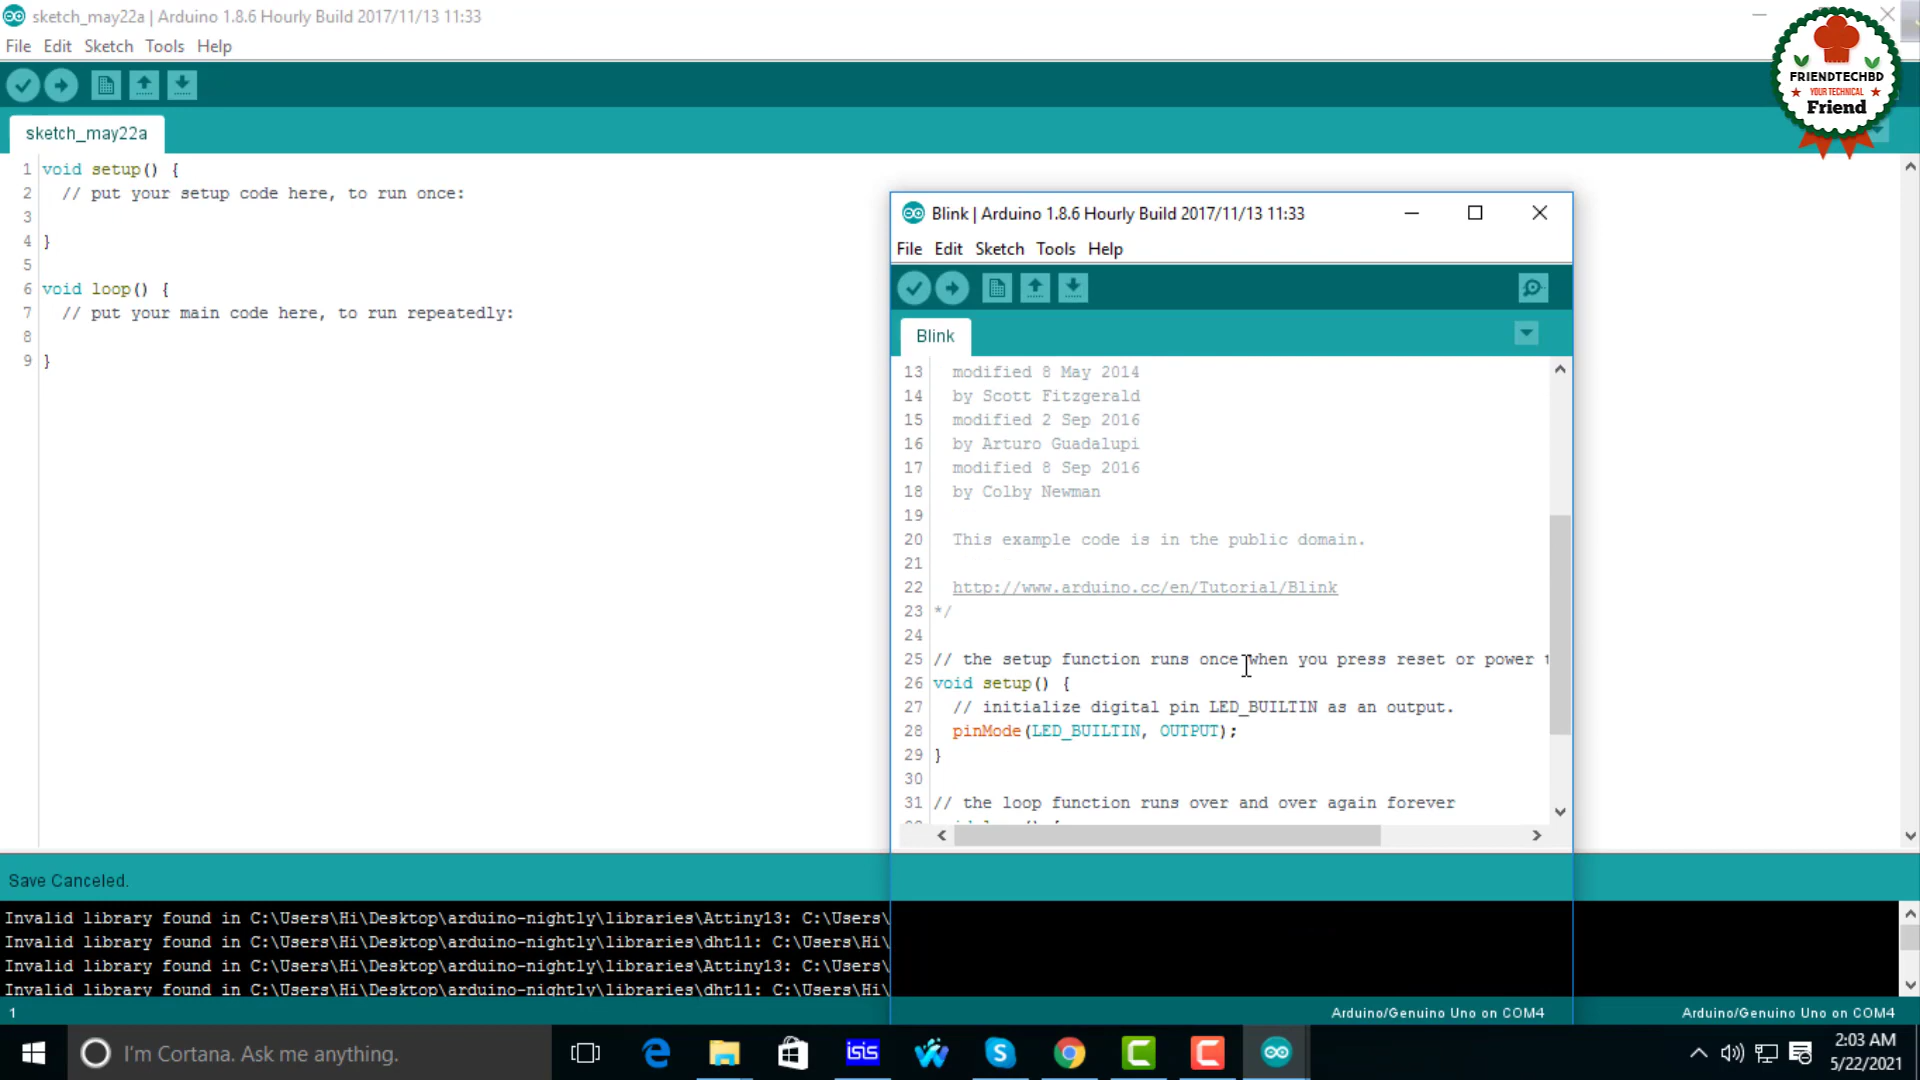 sketch_may22a | Arduino 1.8.6 Hourly Build 2017/11/13 11:33
File Edit Sketch Tools Help
FRIENDTECHBD
YOUR TECHNICAL
Friend
sketch_may22a
1 void setup() {
2 // put your setup code here, to run once:
3
4 }
5
6 void loop() {
7 // put your main code here, to run repeatedly:
8
9 }
Blink | Arduino 1.8.6 Hourly Build 2017/11/13 11:33
File Edit Sketch Tools Help
Blink
13 modified 8 May 2014
14 by Scott Fitzgerald
15 modified 2 Sep 2016
16 by Arturo Guadalupi
17 modified 8 Sep 2016
18 by Colby Newman
19
20 This example code is in the public domain.
21
22 http://www.arduino.cc/en/Tutorial/Blink
23 */
24
25 // the setup function runs once when you press reset or power
26 void setup() {
27 // initialize digital pin LED_BUILTIN as an output.
28 pinMode(LED_BUILTIN, OUTPUT);
29 }
30
31 // the loop function runs over and over again forever
Save Canceled.
Invalid library found in C:\Users\Hi\Desktop\arduino-nightly\libraries\Attiny13: C:\Users\
Invalid library found in C:\Users\Hi\Desktop\arduino-nightly\libraries\dht11: C:\Users\Hi\
Invalid library found in C:\Users\Hi\Desktop\arduino-nightly\libraries\Attiny13: C:\Users\
Invalid library found in C:\Users\Hi\Desktop\arduino-nightly\libraries\dht11: C:\Users\Hi\
1
Arduino/Genuino Uno on COM4
Arduino/Genuino Uno on COM4
I'm Cortana. Ask me anything.
isis
2:03 AM
5/22/2021